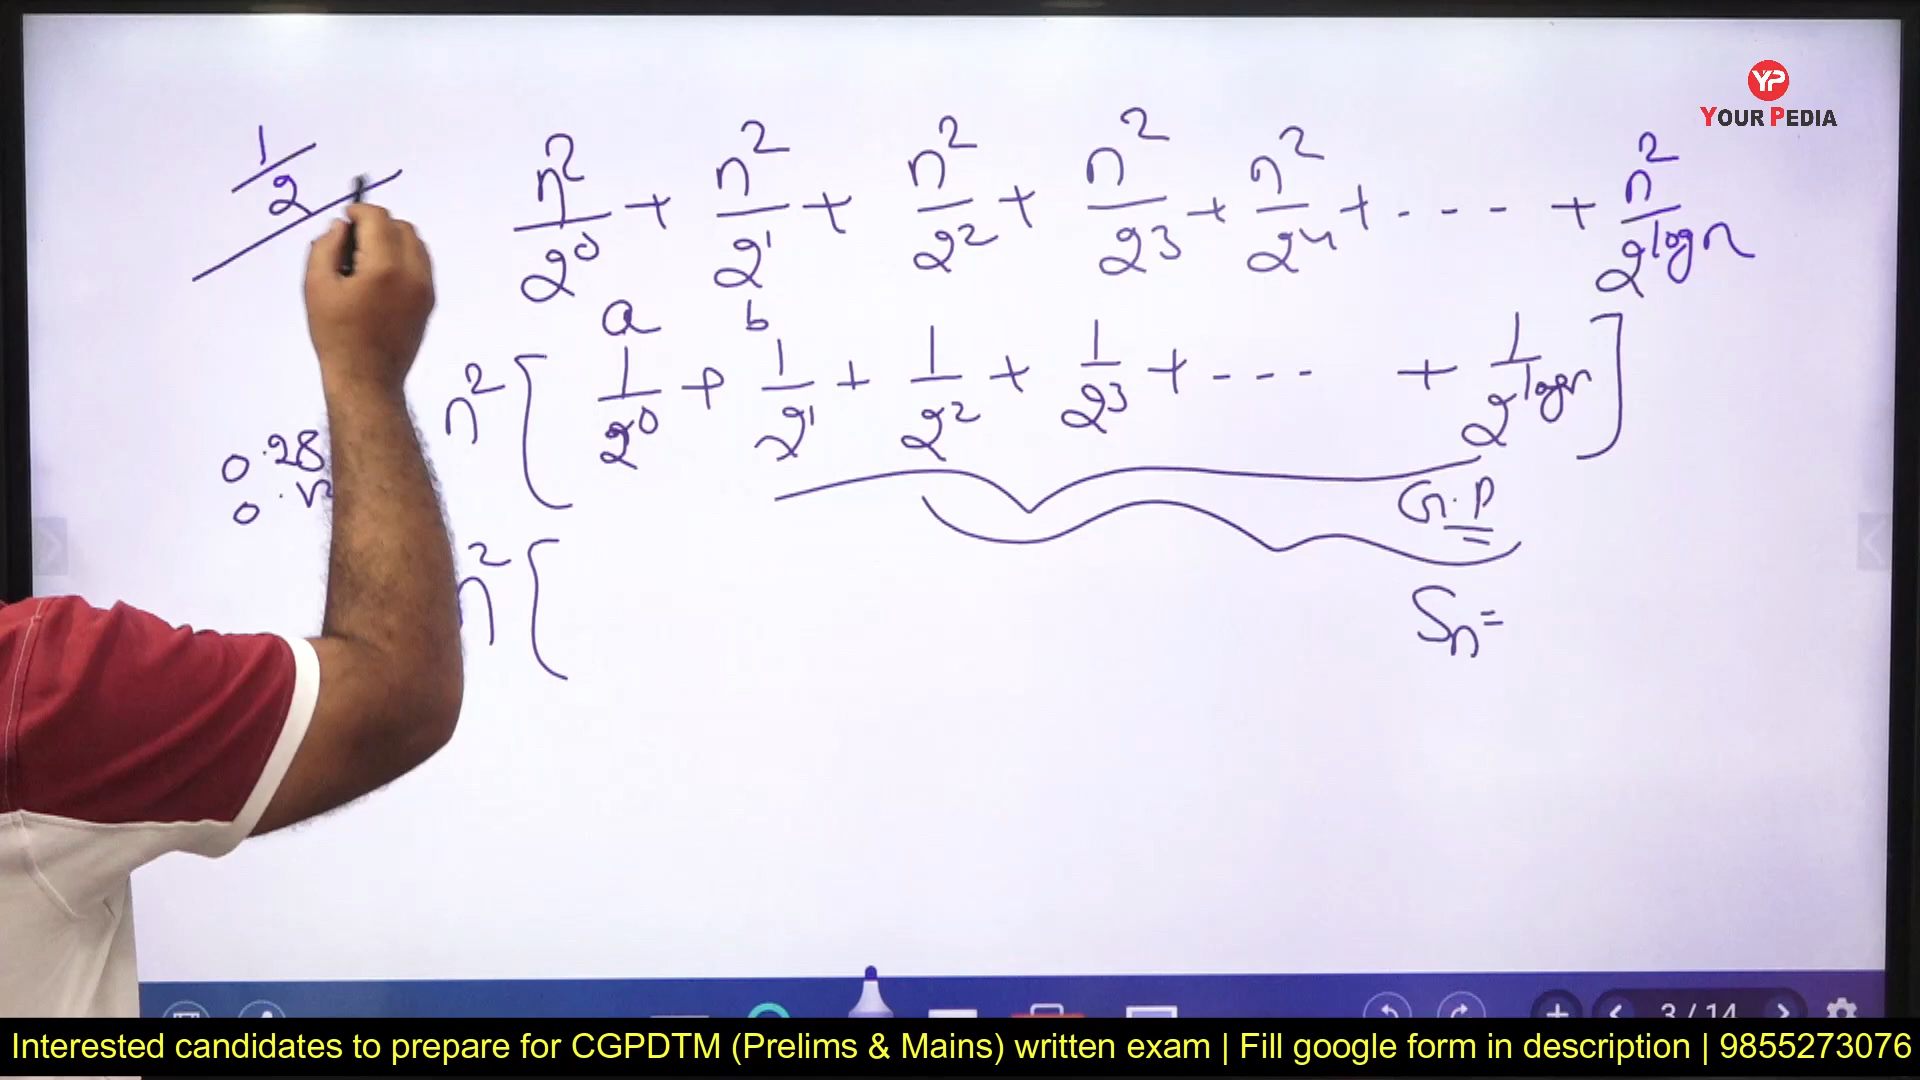 YP
YOUR PEDIA
1/2
n²/2⁰ + n²/2¹ + n²/2² + n²/2³ + n²/2⁴ + - - - + n²/2^logn
a b
n² [ 1/2⁰ + 1/2¹ + 1/2² + 1/2³ + - - - + 1/2^logn ]
0.28
0.
G.P
n² [
Sn =
3 / 14
Interested candidates to prepare for CGPDTM (Prelims & Mains) written exam | Fill google form in description | 9855273076